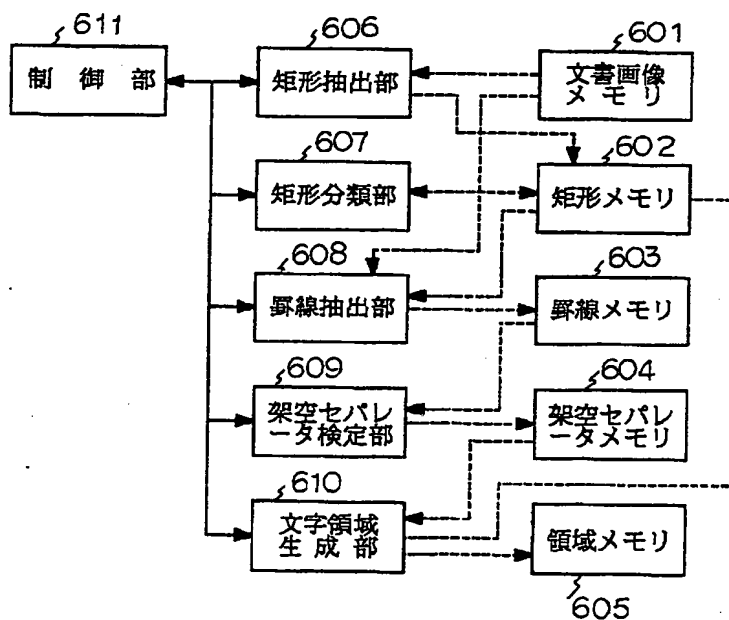 611
制御部
606
矩形抽出部
601
文書画像
メモリ
607
矩形分類部
602
矩形メモリ
608
罫線抽出部
603
罫線メモリ
609
架空セパレ
ータ検定部
604
架空セパレ
ータメモリ
610
文字領域
生成部
領域メモリ
605